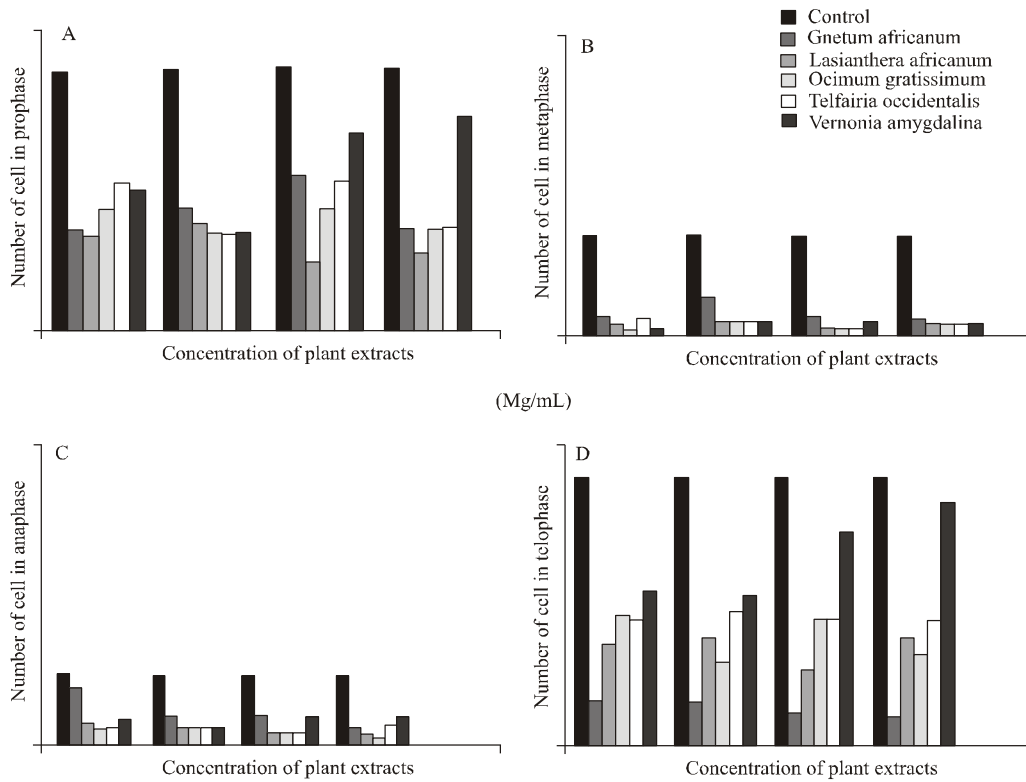 A
Number of cell in prophase
Concentration of plant extracts
B
Control
Gnetum africanum
Lasianthera africanum
Ocimum gratissimum
Telfairia occidentalis
Vernonia amygdalina
Number of cell in metaphase
Concentration of plant extracts
(Mg/mL)
C
Number of cell in anaphase
Concentration of plant extracts
D
Number of cell in telophase
Concentration of plant extracts